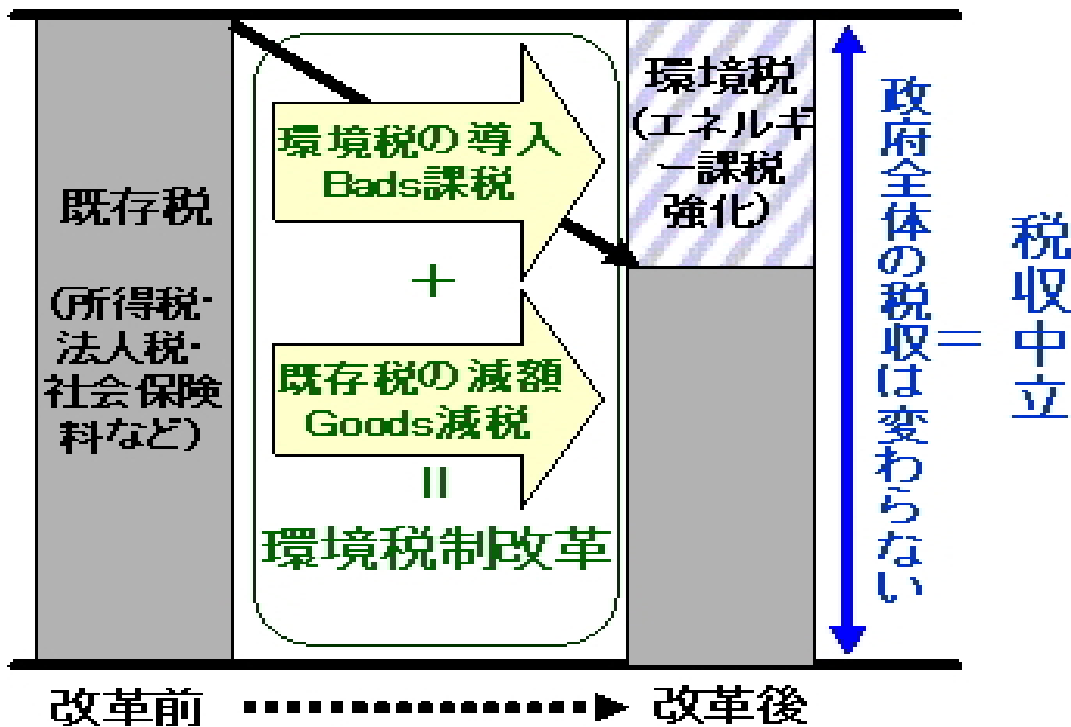 既存税
(所得税・
法人税・
社会保険
料など)
環境税の導入
Bads課税
+
既存税の減額
Goods減税
=
環境税制改革
環境税
(エネルギ
ー課税
強化)
政府全体の税収は変わらない
=
税収中立
改革前
改革後